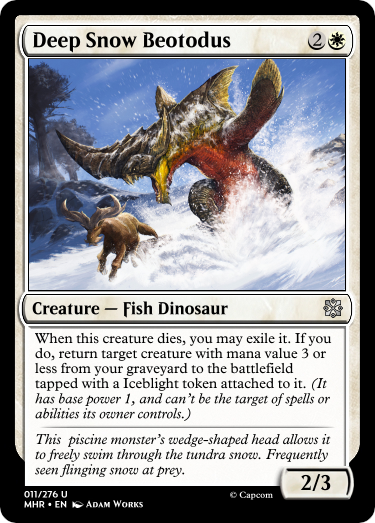 Deep Snow Beotodus 2
Creature — Fish Dinosaur
When this creature dies, you may exile it. If you
do, return target creature with mana value 3 or
less from your graveyard to the battlefield
tapped with a Iceblight token attached to it. (It
has base power 1, and can't be the target of spells or
abilities its owner controls.)
This piscine monster's wedge-shaped head allows it
to freely swim through the tundra snow. Frequently
seen flinging snow at prey.
2/3
011/276 U
MHR • EN Adam Works
© Capcom